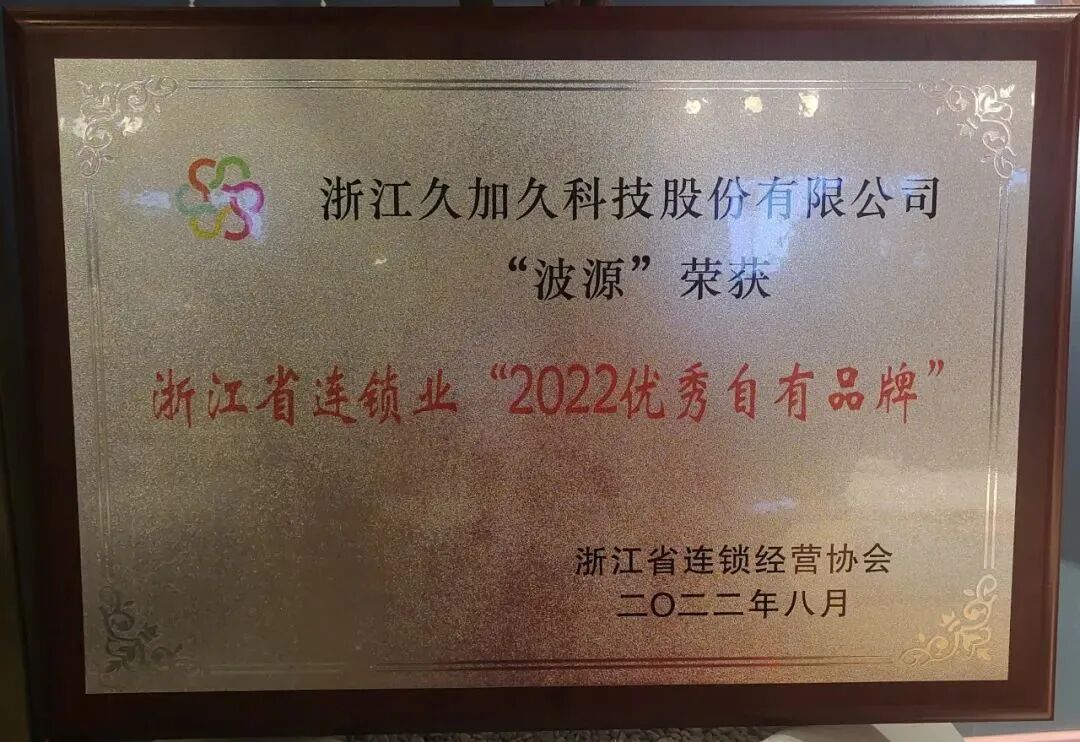 浙江久加久科技股份有限公司
“波源”荣获
浙江省连锁业“2022优秀自有品牌”
浙江省连锁经营协会
二〇二二年八月